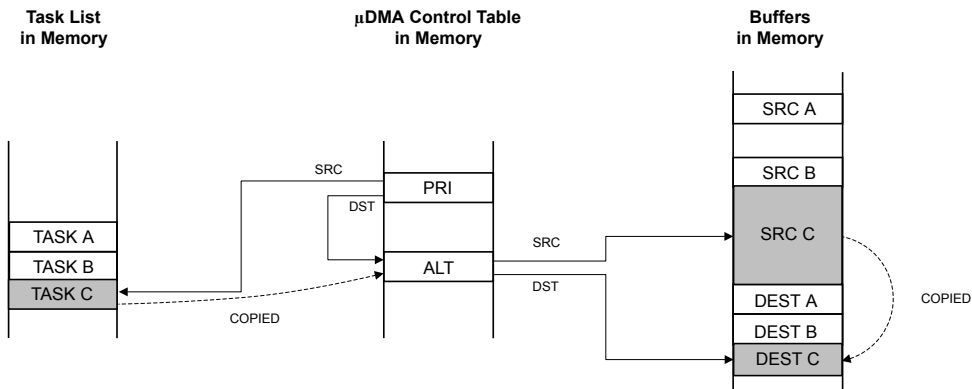 Task List
in Memory
µDMA Control Table
in Memory
Buffers
in Memory
SRC A
SRC
SRC B
PRI
DST
TASK A
SRC C
SRC
TASK B
ALT
TASK C
DST
COPIED
DEST A
COPIED
DEST B
DEST C